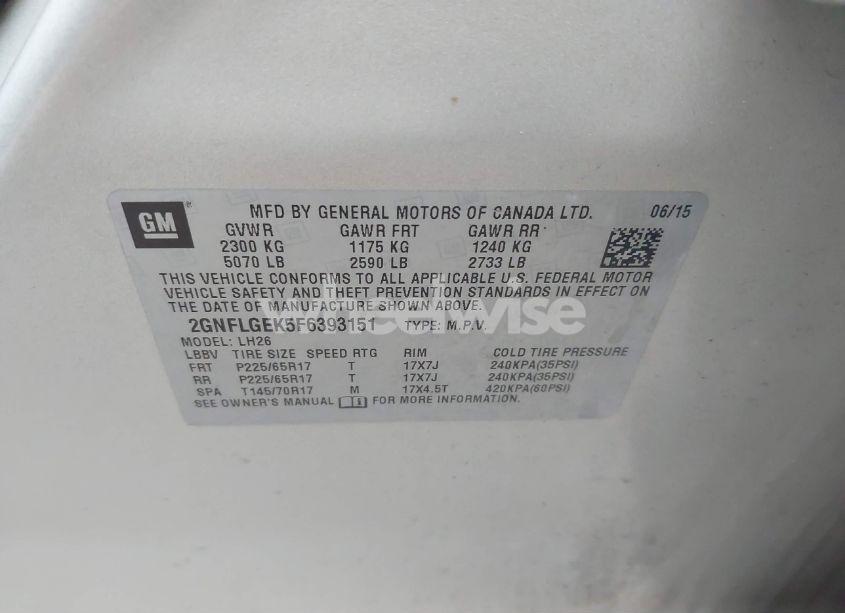 GM
MFD BY GENERAL MOTORS OF CANADA LTD. 06/15
GVWR GAWR FRT GAWR RR
2300 KG 1175 KG 1240 KG
5070 LB 2590 LB 2733 LB
THIS VEHICLE CONFORMS TO ALL APPLICABLE U.S. FEDERAL MOTOR
VEHICLE SAFETY AND THEFT PREVENTION STANDARDS IN EFFECT ON
THE DATE OF MANUFACTURE SHOWN ABOVE.
2GNFLGEK5F6393151 TYPE: M.P.V.
wheelwise
MODEL: LH26
LBBV TIRE SIZE SPEED RTG RIM COLD TIRE PRESSURE
FRT P225/65R17 T 17X7J 240KPA(35PSI)
RR P225/65R17 T 17X7J 240KPA(35PSI)
SPA T145/70R17 M 17X4.5T 420KPA(60PSI)
SEE OWNER'S MANUAL FOR MORE INFORMATION.